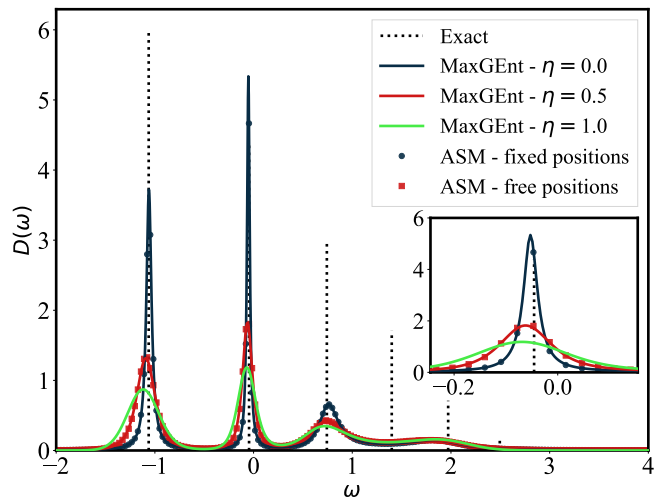 6
5
4
3
2
1
0
D(ω)
−2
−1
0
1
2
3
4
ω
Exact
MaxGEnt - η = 0.0
MaxGEnt - η = 0.5
MaxGEnt - η = 1.0
ASM - fixed positions
ASM - free positions
6
4
2
0
−0.2
0.0